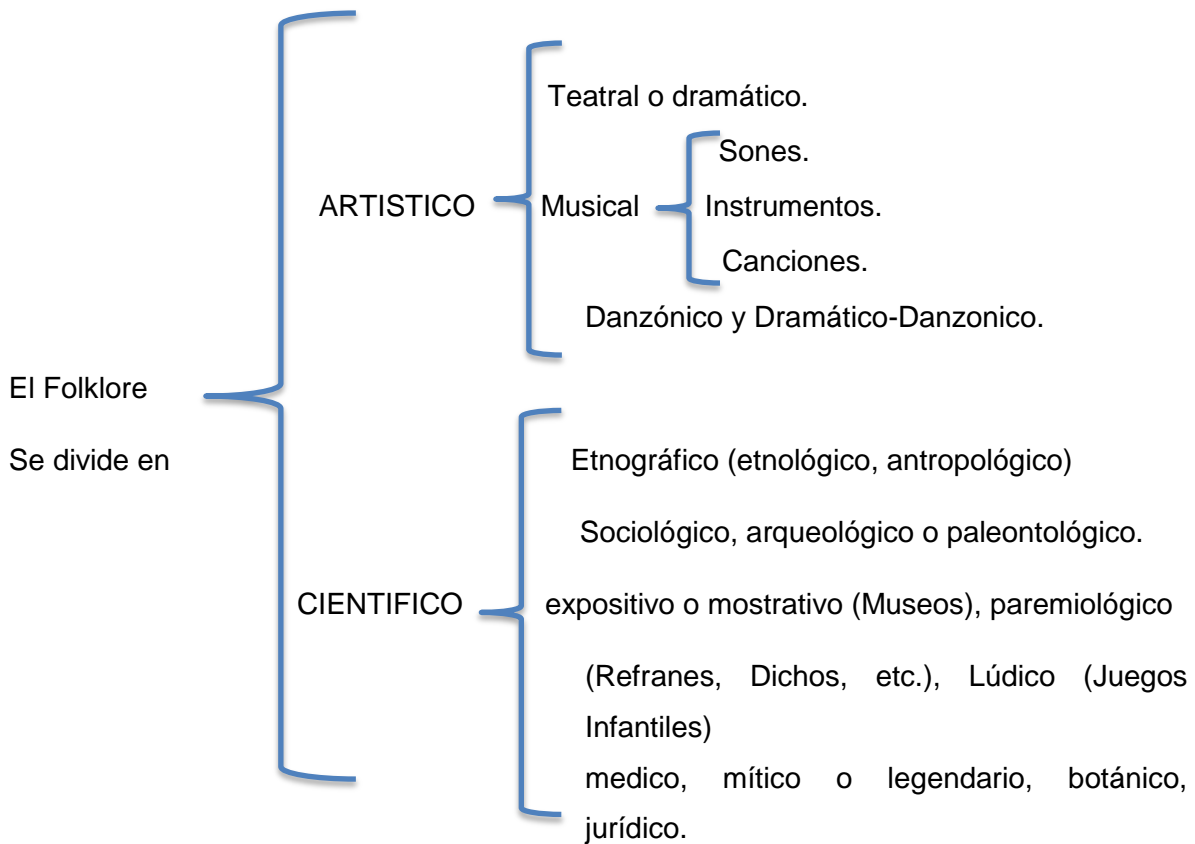 Teatral o dramático.
Sones.
ARTISTICO
Musical
Instrumentos.
Canciones.
Danzónico y Dramático-Danzonico.
El Folklore
Se divide en
Etnográfico (etnológico, antropológico)
Sociológico, arqueológico o paleontológico.
CIENTIFICO
expositivo o mostrativo (Museos), paremiológico
(Refranes, Dichos, etc.), Lúdico (Juegos
Infantiles)
medico, mítico o legendario, botánico,
jurídico.